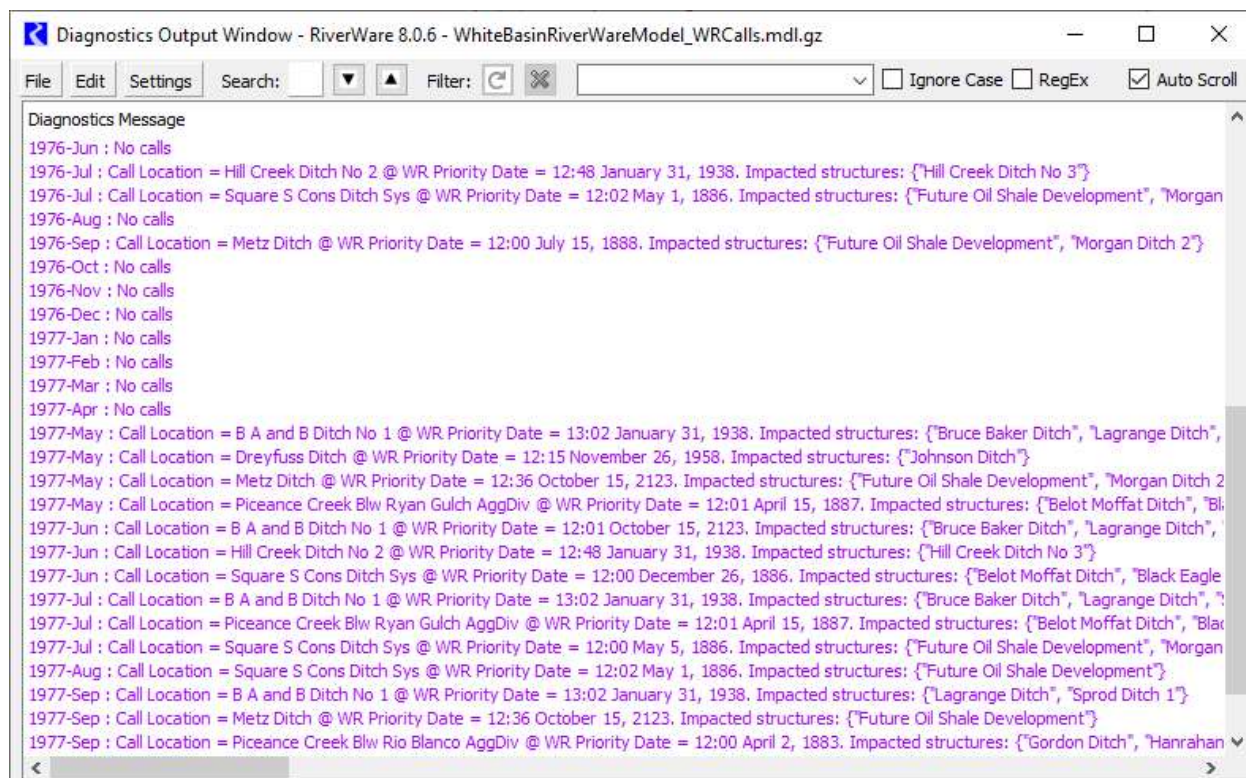 Diagnostics Output Window - RiverWare 8.0.6 - WhiteBasinRiverWareModel_WRCalls.mdl.gz
File Edit Settings Search: Filter: Ignore Case RegEx Auto Scroll
Diagnostics Message
1976-Jun : No calls
1976-Jul : Call Location = Hill Creek Ditch No 2 @ WR Priority Date = 12:48 January 31, 1938. Impacted structures: {"Hill Creek Ditch No 3"}
1976-Jul : Call Location = Square S Cons Ditch Sys @ WR Priority Date = 12:02 May 1, 1886. Impacted structures: {"Future Oil Shale Development", "Morgan
1976-Aug : No calls
1976-Sep : Call Location = Metz Ditch @ WR Priority Date = 12:00 July 15, 1888. Impacted structures: {"Future Oil Shale Development", "Morgan Ditch 2"}
1976-Oct : No calls
1976-Nov : No calls
1976-Dec : No calls
1977-Jan : No calls
1977-Feb : No calls
1977-Mar : No calls
1977-Apr : No calls
1977-May : Call Location = B A and B Ditch No 1 @ WR Priority Date = 13:02 January 31, 1938. Impacted structures: {"Bruce Baker Ditch", "Lagrange Ditch",
1977-May : Call Location = Dreyfuss Ditch @ WR Priority Date = 12:15 November 26, 1958. Impacted structures: {"Johnson Ditch"}
1977-May : Call Location = Metz Ditch @ WR Priority Date = 12:36 October 15, 2123. Impacted structures: {"Future Oil Shale Development", "Morgan Ditch 2
1977-May : Call Location = Piceance Creek Blw Ryan Gulch AggDiv @ WR Priority Date = 12:01 April 15, 1887. Impacted structures: {"Belot Moffat Ditch", "Bl
1977-Jun : Call Location = B A and B Ditch No 1 @ WR Priority Date = 12:01 October 15, 2123. Impacted structures: {"Bruce Baker Ditch", "Lagrange Ditch",
1977-Jun : Call Location = Hill Creek Ditch No 2 @ WR Priority Date = 12:48 January 31, 1938. Impacted structures: {"Hill Creek Ditch No 3"}
1977-Jun : Call Location = Square S Cons Ditch Sys @ WR Priority Date = 12:00 December 26, 1886. Impacted structures: {"Belot Moffat Ditch", "Black Eagle
1977-Jul : Call Location = B A and B Ditch No 1 @ WR Priority Date = 13:02 January 31, 1938. Impacted structures: {"Bruce Baker Ditch", "Lagrange Ditch", "
1977-Jul : Call Location = Piceance Creek Blw Ryan Gulch AggDiv @ WR Priority Date = 12:01 April 15, 1887. Impacted structures: {"Belot Moffat Ditch", "Blac
1977-Jul : Call Location = Square S Cons Ditch Sys @ WR Priority Date = 12:00 May 5, 1886. Impacted structures: {"Future Oil Shale Development", "Morgan
1977-Aug : Call Location = Square S Cons Ditch Sys @ WR Priority Date = 12:02 May 1, 1886. Impacted structures: {"Future Oil Shale Development"}
1977-Sep : Call Location = B A and B Ditch No 1 @ WR Priority Date = 13:02 January 31, 1938. Impacted structures: {"Lagrange Ditch", "Sprod Ditch 1"}
1977-Sep : Call Location = Metz Ditch @ WR Priority Date = 12:36 October 15, 2123. Impacted structures: {"Future Oil Shale Development"}
1977-Sep : Call Location = Piceance Creek Blw Rio Blanco AggDiv @ WR Priority Date = 12:00 April 2, 1883. Impacted structures: {"Gordon Ditch", "Hanrahan